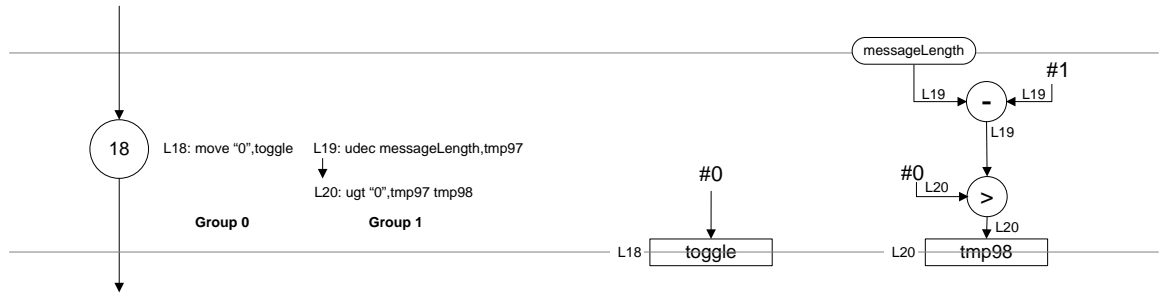 messageLength
#1
L19
-
L19
L19
18
L18: move “0”,toggle
L19: udec messageLength,tmp97
L20: ugt “0”,tmp97 tmp98
#0
#0
L20
>
Group 0
Group 1
L20
L18
toggle
L20
tmp98